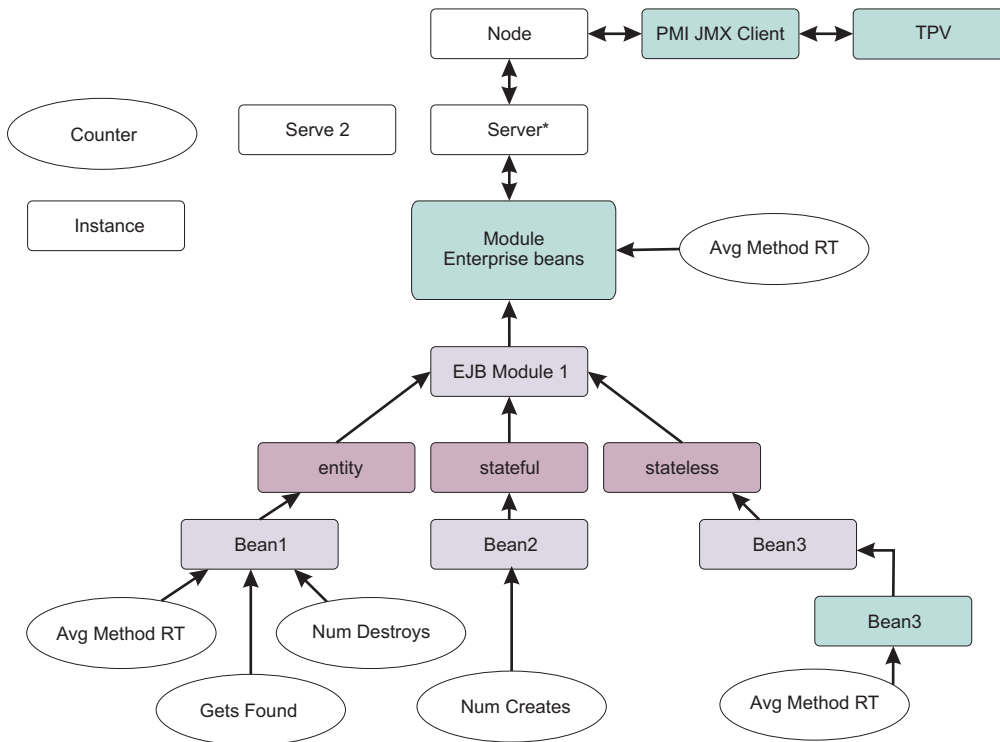 Node
PMI JMX Client
TPV
Counter
Serve 2
Server*
Instance
Module
Enterprise beans
Avg Method RT
EJB Module 1
entity
stateful
stateless
Bean1
Bean2
Bean3
Avg Method RT
Num Destroys
Bean3
Gets Found
Num Creates
Avg Method RT